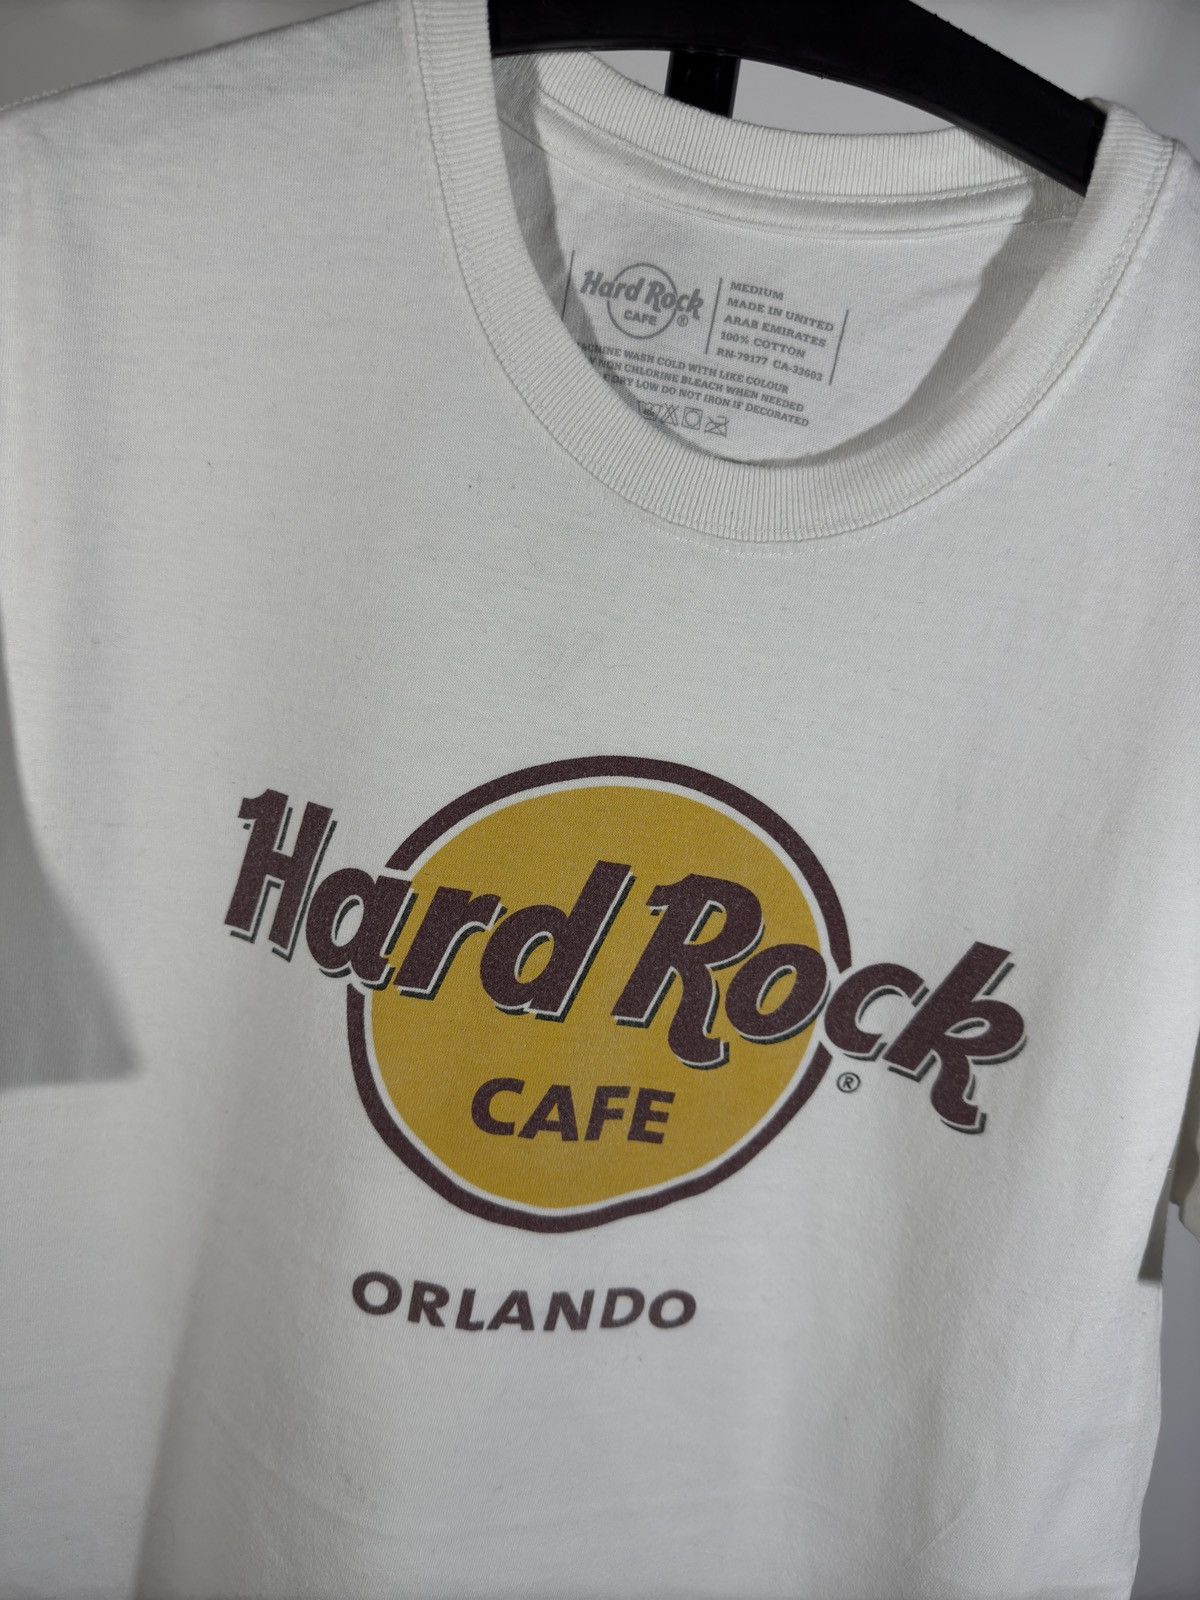 Hard Rock
CAFE ®
MEDIUM
MADE IN UNITED
ARAB EMIRATES
100% COTTON
RN-79177 CA-33603
WASH COLD WITH LIKE COLOUR
NON CHLORINE BLEACH WHEN NEEDED
DRY LOW DO NOT IRON IF DECORATED
Hard Rock
CAFE ®
ORLANDO